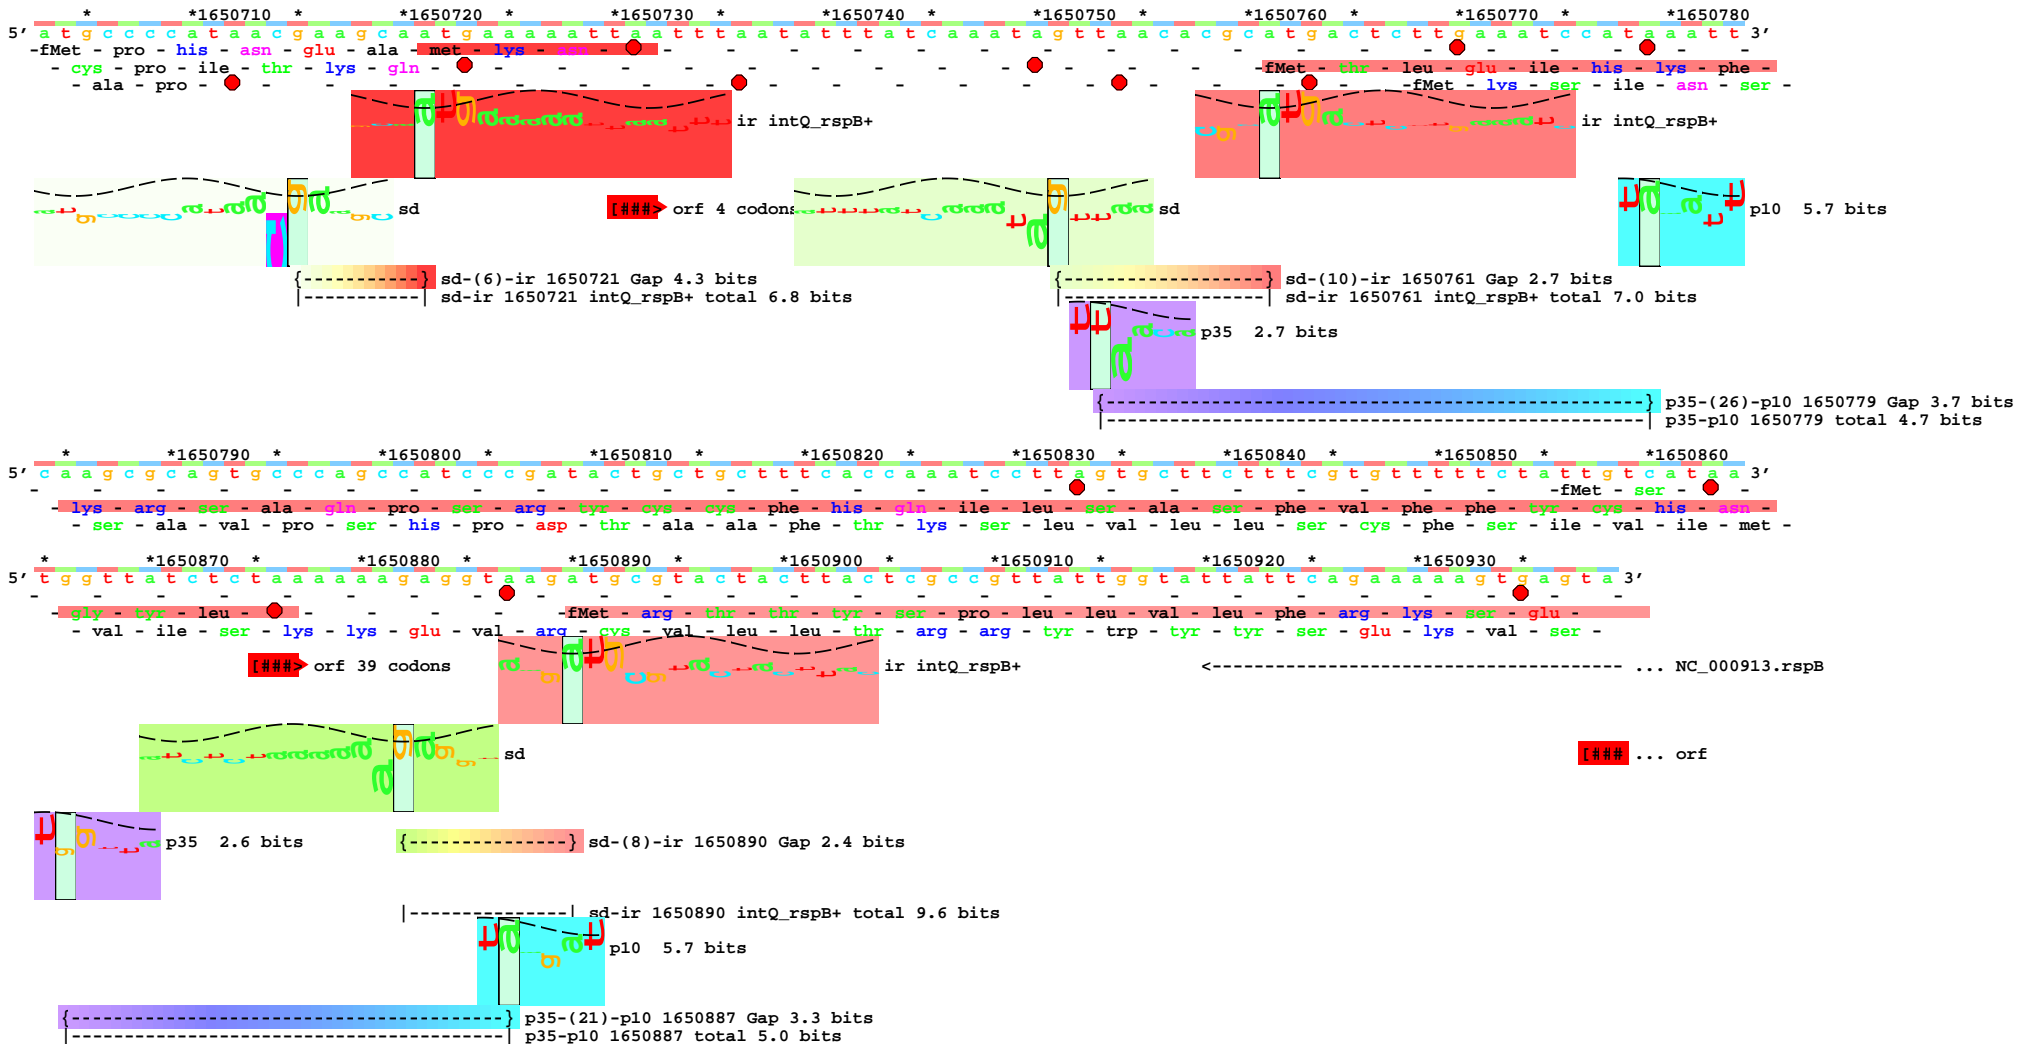 * *1650710 * *1650720 * *1650730 * *1650740 * *1650750 * *1650760 * *1650770 * *1650780
5' a t g c c c c a t a a c g a a g c a a t g a a a a a t t a a t t t a a t a t t t a t c a a a t a g t t a a c a c g c a t g a c t c t t g a a a t c c a t a a a t t 3'
-fMet - pro - his - asn - glu - ala - met - lys - asn - - - - - - - - - - - - - - - - - - -
- cys - pro - ile - thr - lys - gln - - - - - - - - - - - - - -fMet - thr - leu - glu - ile - his - lys - phe -
- ala - pro - - - - - - - - - - - - - - - - - - - -fMet - lys - ser - ile - asn - ser -
ir intQ_rspB+
ir intQ_rspB+
sd
[###> orf 4 codons
sd
p10 5.7 bits
{-----------} sd-(6)-ir 1650721 Gap 4.3 bits
{-------------------} sd-(10)-ir 1650761 Gap 2.7 bits
|-----------| sd-ir 1650721 intQ_rspB+ total 6.8 bits
|-------------------| sd-ir 1650761 intQ_rspB+ total 7.0 bits
p35 2.7 bits
{---------------------------------------------------} p35-(26)-p10 1650779 Gap 3.7 bits
|---------------------------------------------------| p35-p10 1650779 total 4.7 bits
* *1650790 * *1650800 * *1650810 * *1650820 * *1650830 * *1650840 * *1650850 * *1650860
5' c a a g c g c a g t g c c c a g c c a t c c c g a t a c t g c t g c t t t c a c c a a a t c c t t a g t g c t t c t t t c g t g t t t t t c t a t t g t c a t a a 3'
- - - - - - - - - - - - - - - - - - - - - - - - -fMet - ser - -
- lys - arg - ser - ala - gln - pro - ser - arg - tyr - cys - cys - phe - his - gln - ile - leu - ser - ala - ser - phe - val - phe - phe - tyr - cys - his - asn -
- ser - ala - val - pro - ser - his - pro - asp - thr - ala - ala - phe - thr - lys - ser - leu - val - leu - leu - ser - cys - phe - ser - ile - val - ile - met -
* *1650870 * *1650880 * *1650890 * *1650900 * *1650910 * *1650920 * *1650930 *
5' t g g t t a t c t c t a a a a a a g a g g t a a g a t g c g t a c t a c t t a c t c g c c g t t a t t g g t a t t a t t c a g a a a a a g t g a g t a 3'
- - - - - - - - - - - - - - - - - - - - - - - - -
- gly - tyr - leu - - - - - -fMet - arg - thr - thr - tyr - ser - pro - leu - leu - val - leu - phe - arg - lys - ser - glu -
- val - ile - ser - lys - lys - glu - val - arg - cys - val - leu - leu - thr - arg - arg - tyr - trp - tyr - tyr - ser - glu - lys - val - ser -
[###> orf 39 codons
ir intQ_rspB+
<--------------------------------------- ... NC_000913.rspB
sd
[### ... orf
p35 2.6 bits
{---------------} sd-(8)-ir 1650890 Gap 2.4 bits
|---------------| sd-ir 1650890 intQ_rspB+ total 9.6 bits
p10 5.7 bits
{-----------------------------------------} p35-(21)-p10 1650887 Gap 3.3 bits
|-----------------------------------------| p35-p10 1650887 total 5.0 bits